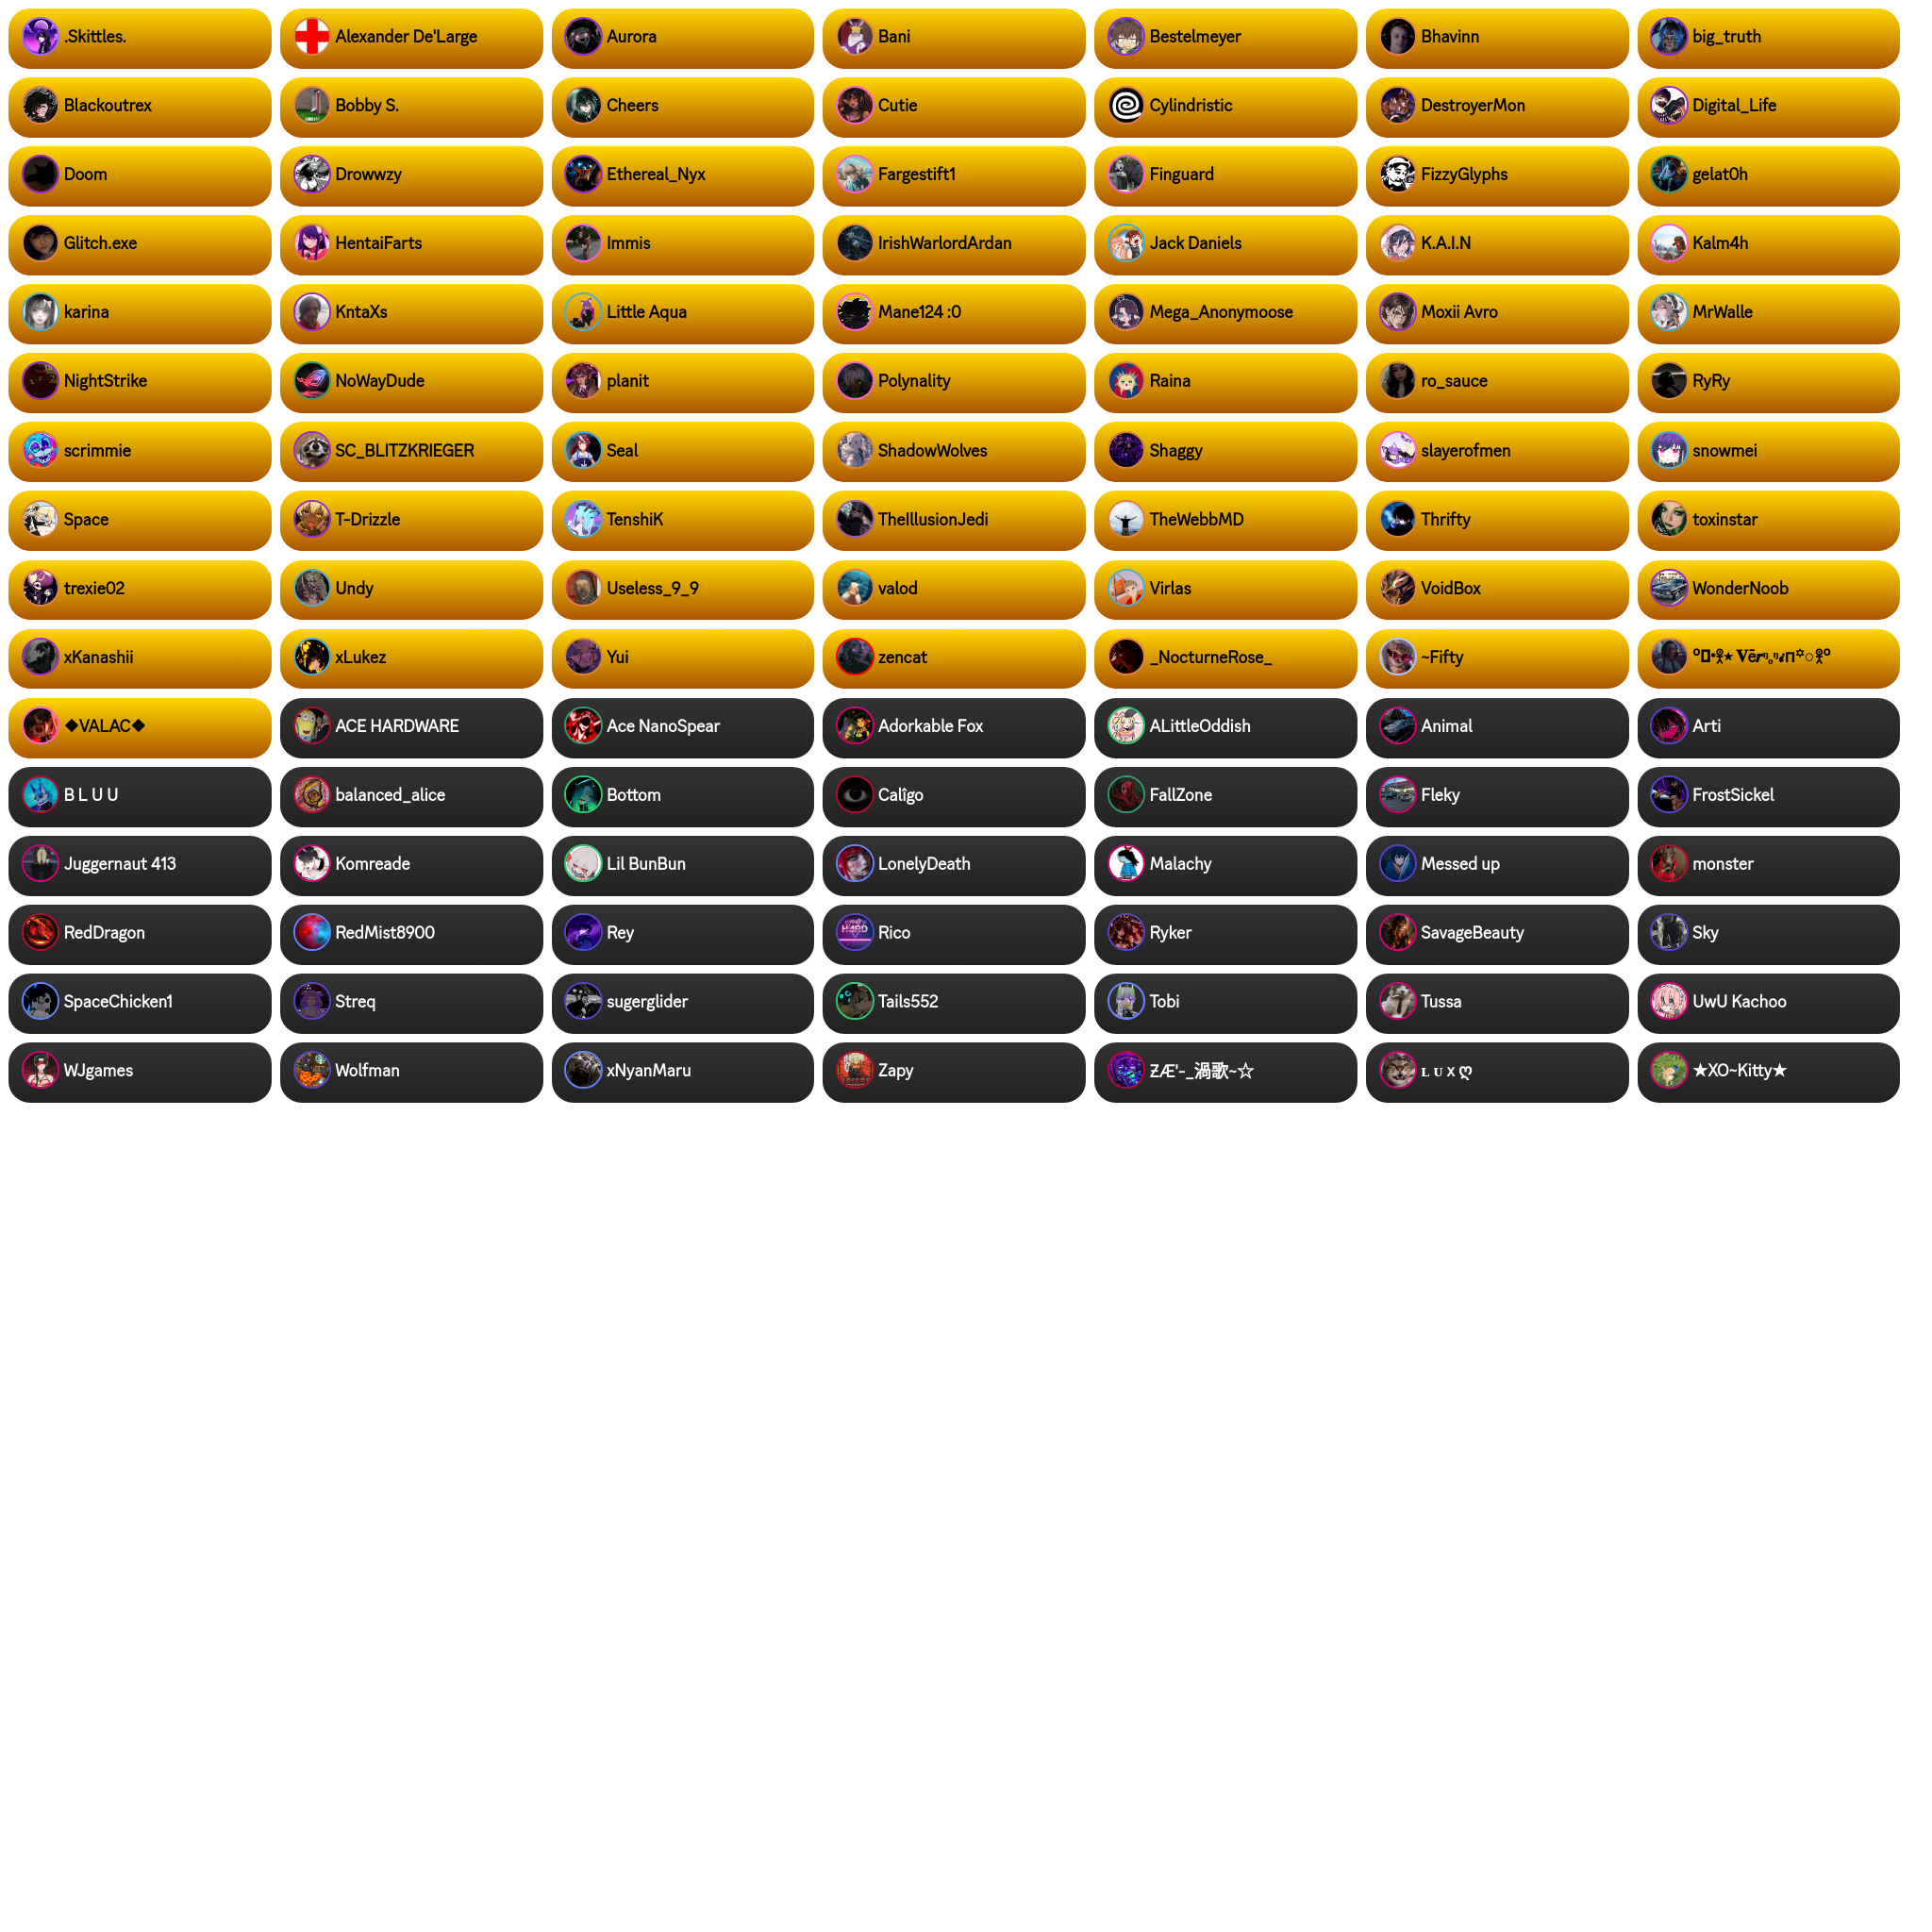 .Skittles.
Alexander De'Large
Aurora
Bani
Bestelmeyer
Bhavinn
big_truth
Blackoutrex
Bobby S.
Cheers
Cutie
Cylindristic
DestroyerMon
Digital_Life
Doom
Drowwzy
Ethereal_Nyx
Fargestift1
Finguard
FizzyGlyphs
gelat0h
Glitch.exe
HentaiFarts
Immis
IrishWarlordArdan
Jack Daniels
K.A.I.N
Kalm4h
karina
KntaXs
Little Aqua
Mane124 :0
Mega_Anonymoose
Moxii Avro
MrWalle
NightStrike
NoWayDude
planit
Polynality
Raina
ro_sauce
RyRy
scrimmie
SC_BLITZKRIEGER
Seal
ShadowWolves
Shaggy
slayerofmen
snowmei
Space
T-Drizzle
TenshiK
TheIllusionJedi
TheWebbMD
Thrifty
toxinstar
trexie02
Undy
Useless_9_9
valod
Virlas
VoidBox
WonderNoob
xKanashii
xLukez
Yui
zencat
_NocturneRose_
~Fifty
◆VALAC◆
ACE HARDWARE
Ace NanoSpear
Adorkable Fox
ALittleOddish
Animal
Arti
B L U U
balanced_alice
Bottom
Calîgo
FallZone
Fleky
FrostSickel
Juggernaut 413
Komreade
Lil BunBun
LonelyDeath
Malachy
Messed up
monster
RedDragon
RedMist8900
Rey
Rico
Ryker
SavageBeauty
Sky
SpaceChicken1
Streq
sugerglider
Tails552
Tobi
Tussa
UwU Kachoo
WJgames
Wolfman
xNyanMaru
Zapy
ƵÆ'-_渦歌~☆
ʟ ᴜ x ღ
★XO~Kitty★